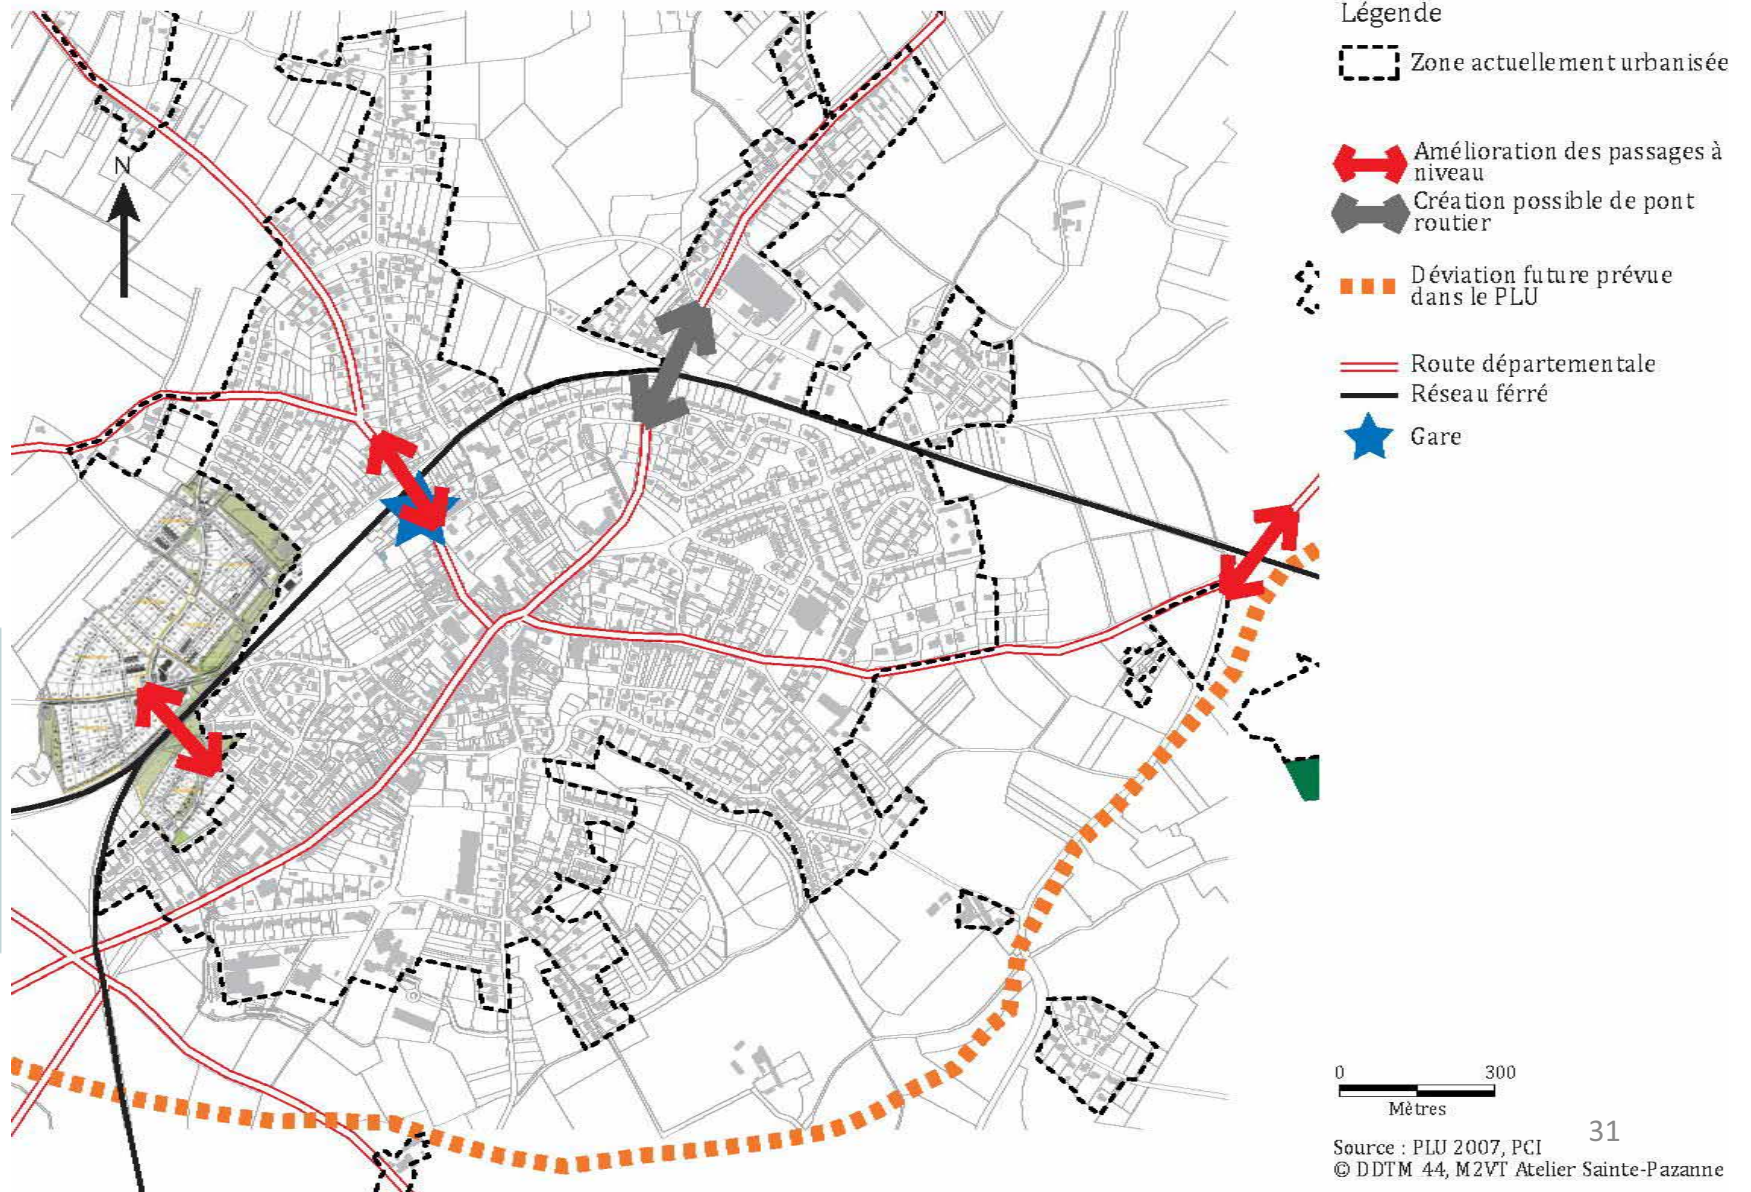 Légende
Zone actuellement urbanisée
Amélioration des passages à
niveau
Création possible de pont
routier
Déviation future prévue
dans le PLU
Route départementale
Réseau férré
Gare
N
0 300
Mètres
31
Source : PLU 2007, PCI
© DDTM 44, M2VT Atelier Sainte-Pazanne